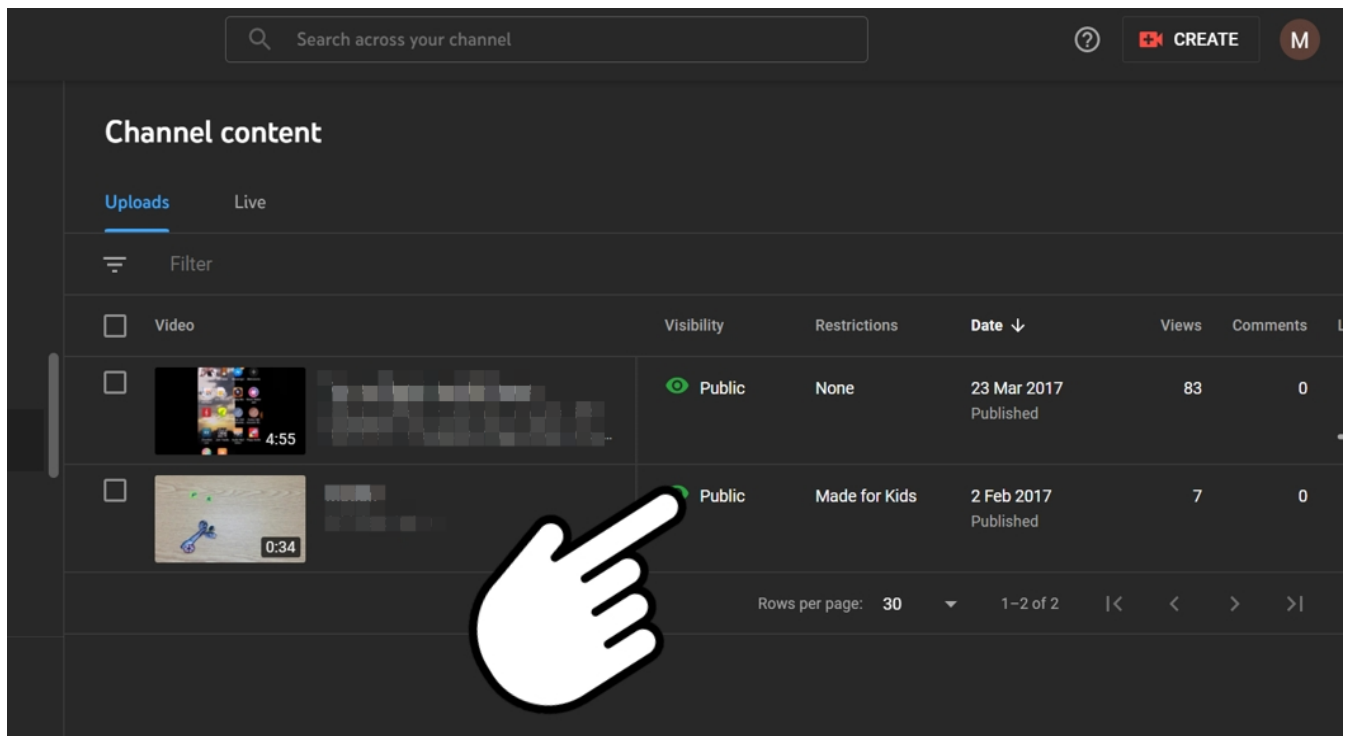 Search across your channel
CREATE
M
Channel content
Uploads Live
Filter
Video Visibility Restrictions Date Views Comments
4:55 Public None 23 Mar 2017 83 0
Published
Public Made for Kids 2 Feb 2017 7 0
0:34 Published
Rows per page: 30 1–2 of 2